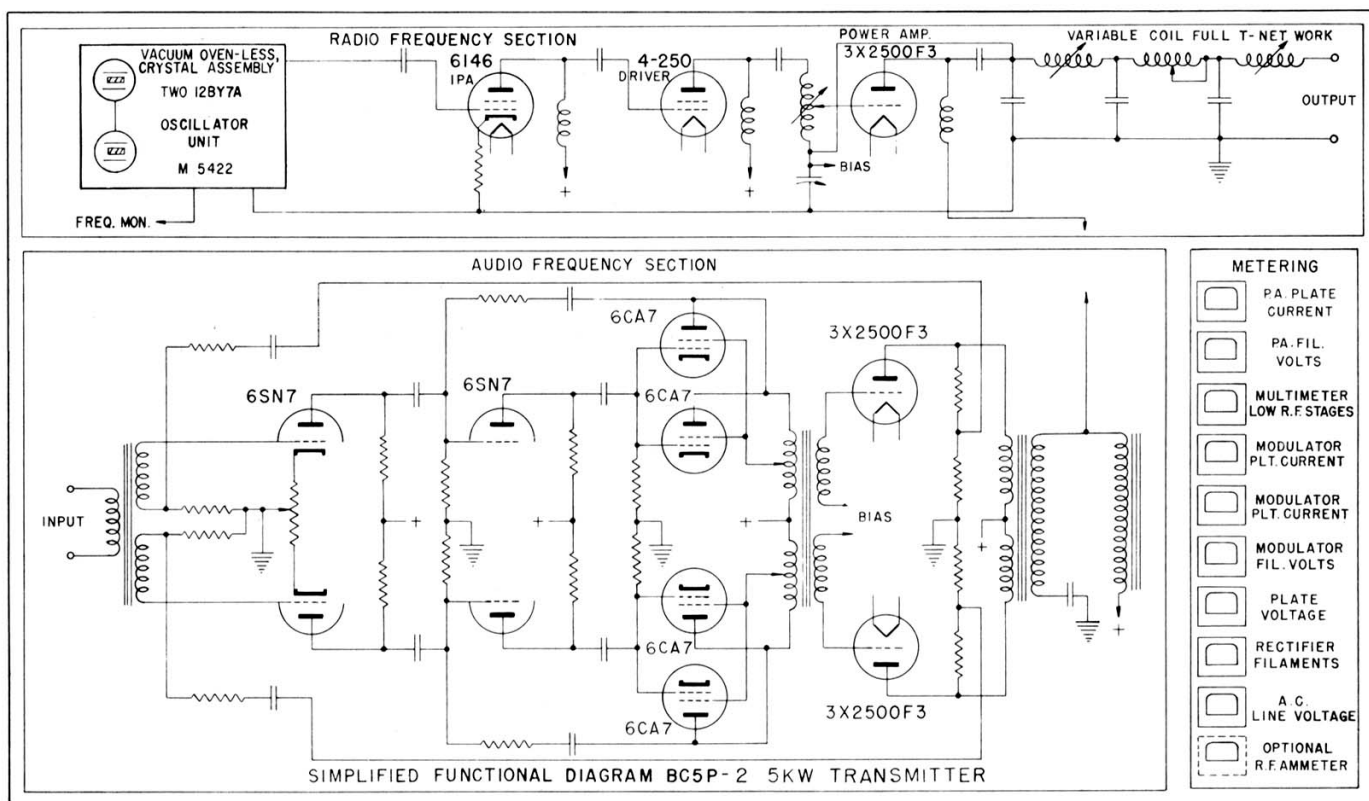 RADIO FREQUENCY SECTION
VACUUM OVEN-LESS,
CRYSTAL ASSEMBLY
TWO 12BY7A
OSCILLATOR
UNIT
M 5422
FREQ. MON.
6146
IPA
+
4-250
DRIVER
+
POWER AMP.
3X2500F3
BIAS
VARIABLE COIL FULL T-NET WORK
OUTPUT
AUDIO FREQUENCY SECTION
INPUT
6SN7
+
6SN7
+
6CA7
6CA7
6CA7
6CA7
+
3X2500F3
BIAS
3X2500F3
+
+
SIMPLIFIED FUNCTIONAL DIAGRAM BC5P-2 5KW TRANSMITTER
METERING
P.A. PLATE
CURRENT
P.A. FIL.
VOLTS
MULTIMETER
LOW R.F. STAGES
MODULATOR
PLT. CURRENT
MODULATOR
PLT. CURRENT
MODULATOR
FIL. VOLTS
PLATE
VOLTAGE
RECTIFIER
FILAMENTS
A.C.
LINE VOLTAGE
OPTIONAL
R.F. AMMETER